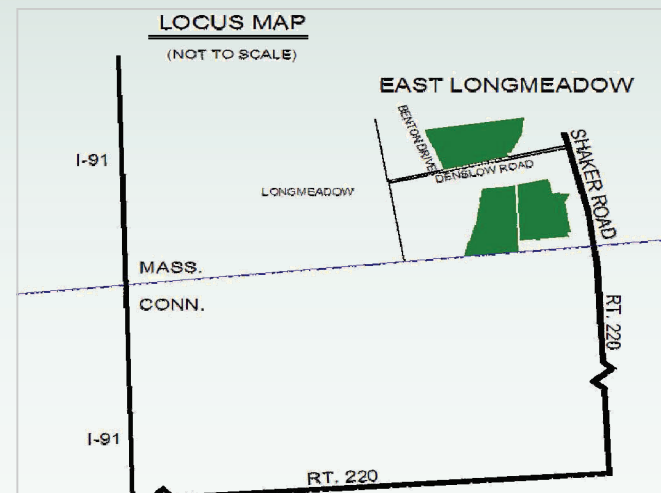 LOCUS MAP
(NOT TO SCALE)
EAST LONGMEADOW
I-91
BENTON DRIVE
SHAKER ROAD
DENSLOW ROAD
LONGMEADOW
MASS.
CONN.
RT. 220
I-91
RT. 220